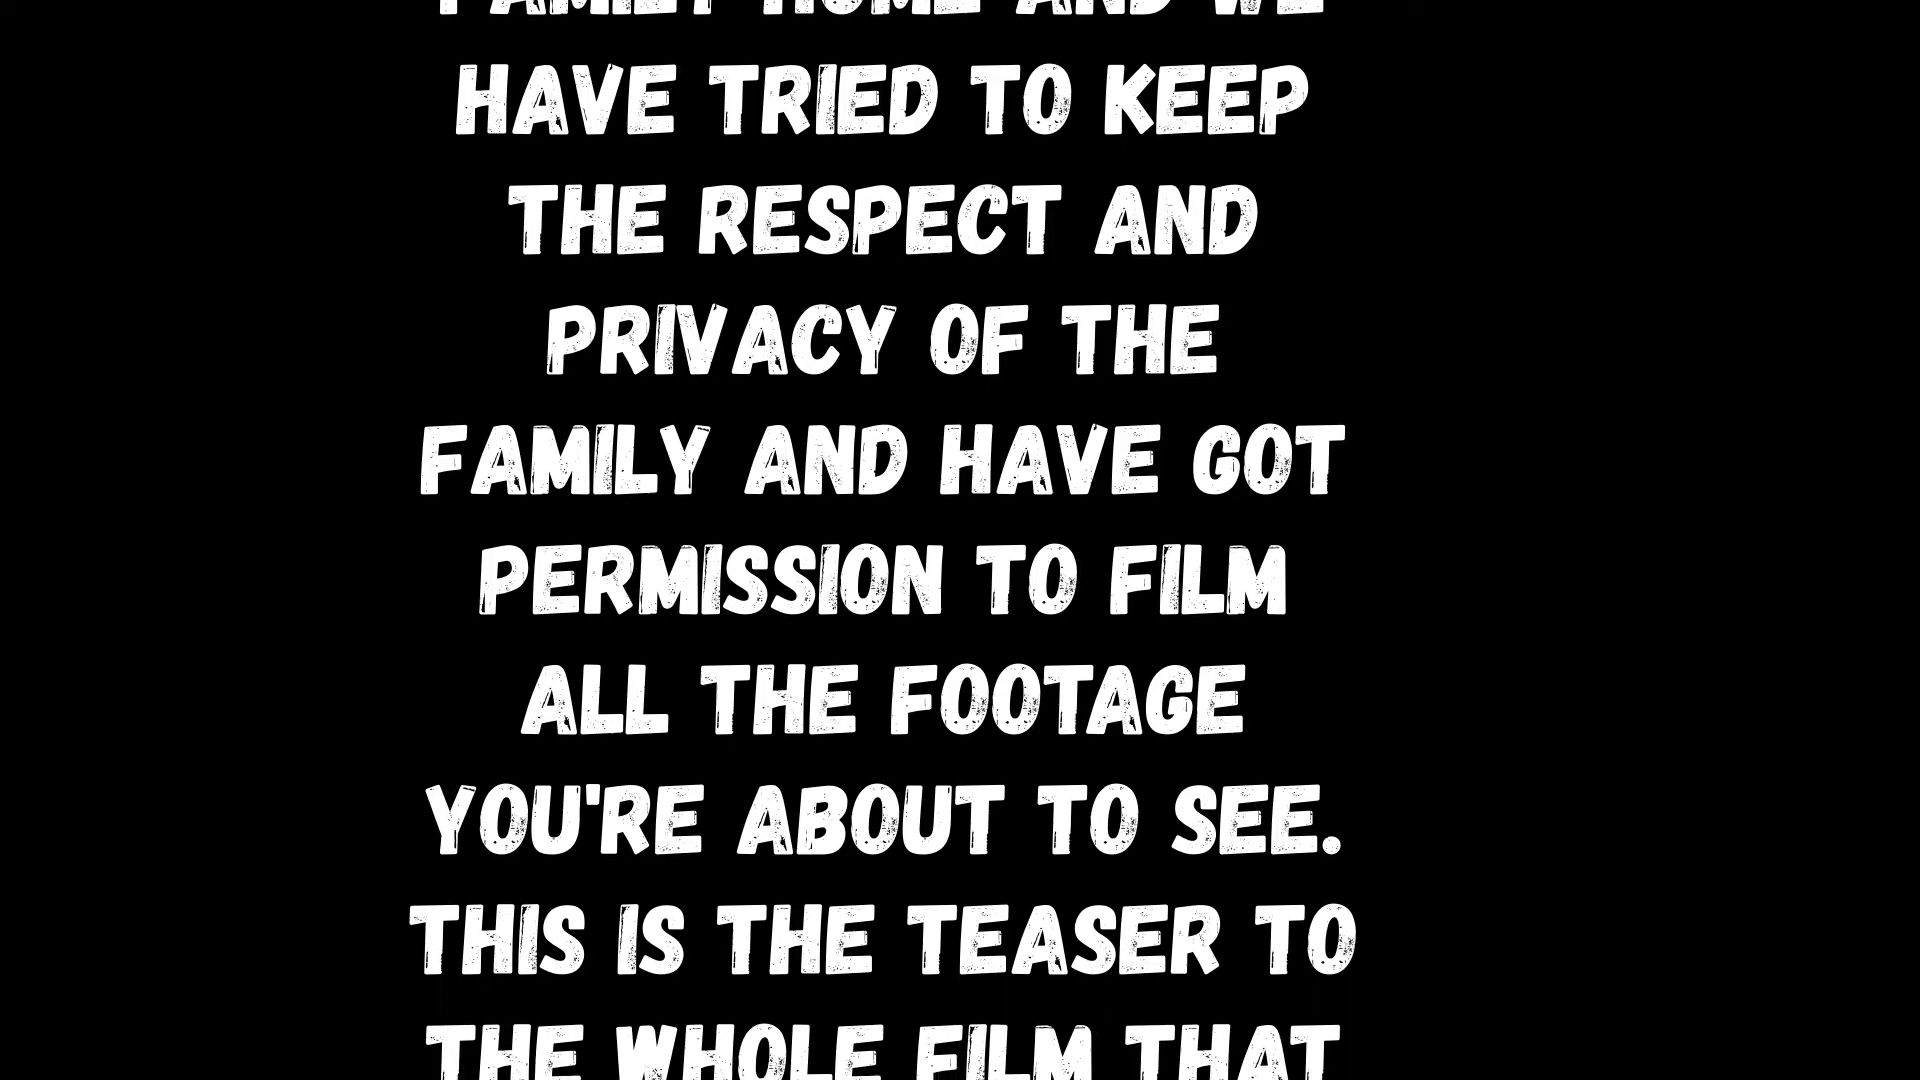 FAMILY HOME AND WE
HAVE TRIED TO KEEP
THE RESPECT AND
PRIVACY OF THE
FAMILY AND HAVE GOT
PERMISSION TO FILM
ALL THE FOOTAGE
YOU'RE ABOUT TO SEE.
THIS IS THE TEASER TO
THE WHOLE FILM THAT